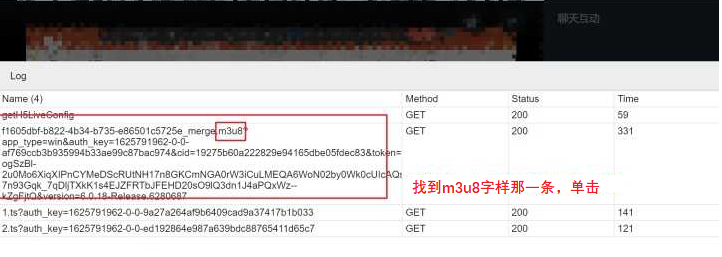 聊天互动
Log
Name (4) Method Status Time
getH5LiveConfig GET 200 59
f1605dbf-b822-4b34-b735-e86501c5725e_merge.m3u8? GET 200 331
app_type=win&auth_key=1625791962-0-0-
af769ccb3b935994b33ae99c87bac974&cid=19275b60a222829e94165dbe05fdec83&token=
ogSzBl-
2u0Mo6XiqXIPnCYMeDScRUtNH17n8GKCmNGA0rW3iCuLMEQA6WoN02by0Wk0cUIcAQs
7n93Gqk_7qDljTXkK1s4EJZFRTbJFEHD20sO9IQ3dn1J4aPQxWz--
kZgFjtQ&version=6.0.18-Release.6280687
找到m3u8字样那一条，单击
1.ts?auth_key=1625791962-0-0-9a27a264af9b6409cad9a37417b1b033 GET 200 141
2.ts?auth_key=1625791962-0-0-ed192864e987a639bdc88765411d65c7 GET 200 121